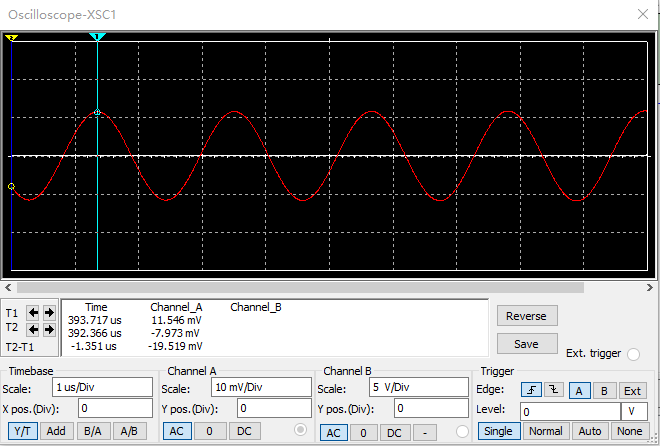 Oscilloscope-XSC1
2
1
Time Channel_A Channel_B
T1 393.717 us 11.546 mV
T2 392.366 us -7.973 mV
T2-T1 -1.351 us -19.519 mV
Reverse
Save
Ext. trigger
Timebase
Scale: 1 us/Div
X pos.(Div): 0
Y/T Add B/A A/B
Channel A
Scale: 10 mV/Div
Y pos.(Div): 0
AC 0 DC
Channel B
Scale: 5 V/Div
Y pos.(Div): 0
AC 0 DC -
Trigger
Edge: A B Ext
Level: 0 V
Single Normal Auto None